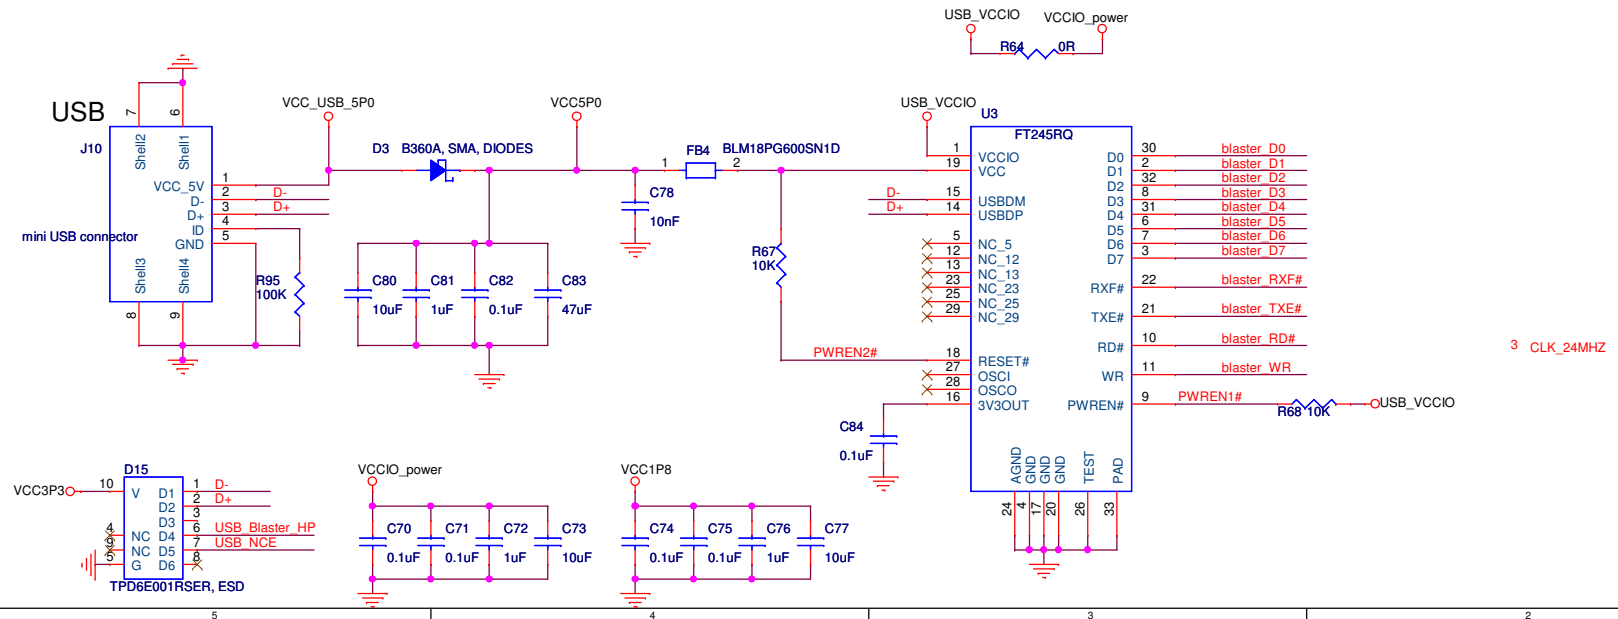 USB_VCCIO
VCCIO_power
R64
0R
USB
J10
7
6
Shell2
Shell1
VCC_5V
D-
D+
ID
GND
1
2
3
4
5
D-
D+
mini USB connector
Shell3
Shell4
8
9
R95
100K
VCC_USB_5P0
D3
B360A, SMA, DIODES
VCC5P0
1
FB4
2
BLM18PG600SN1D
C78
10nF
C80
10uF
C81
1uF
C82
0.1uF
C83
47uF
R67
10K
PWREN2#
USB_VCCIO
U3
FT245RQ
1
VCCIO
19
VCC
D-
15
USBDM
D+
14
USBDP
5
NC_5
12
NC_12
13
NC_13
23
NC_23
25
NC_25
29
NC_29
18
RESET#
27
OSCI
28
OSCO
16
3V3OUT
D0
30
blaster_D0
D1
2
blaster_D1
D2
32
blaster_D2
D3
8
blaster_D3
D4
31
blaster_D4
D5
6
blaster_D5
D6
7
blaster_D6
D7
3
blaster_D7
RXF#
22
blaster_RXF#
TXE#
21
blaster_TXE#
RD#
10
blaster_RD#
WR
11
blaster_WR
PWREN#
9
PWREN1#
R68 10K
USB_VCCIO
3 CLK_24MHZ
C84
0.1uF
AGND
GND
GND
GND
TEST
PAD
24
4
17
20
26
33
D15
VCC3P3
10
V
4
NC
9
NC
5
G
D1
1
D-
D2
2
D+
D3
3
D4
6
USB_Blaster_HP
D5
7
USB_NCE
D6
8
TPD6E001RSER, ESD
VCCIO_power
C70
0.1uF
C71
0.1uF
C72
1uF
C73
10uF
VCC1P8
C74
0.1uF
C75
0.1uF
C76
1uF
C77
10uF
5
4
3
2